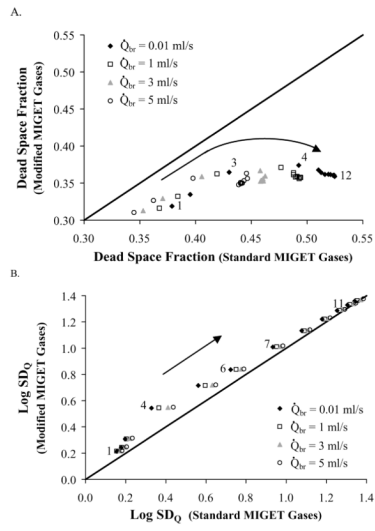 A.
0.55
0.50
0.45
0.40
0.35
0.30
Dead Space Fraction
(Modified MIGET Gases)
Q̇br = 0.01 ml/s
Q̇br = 1 ml/s
Q̇br = 3 ml/s
Q̇br = 5 ml/s
1
3
4
12
0.30 0.35 0.40 0.45 0.50 0.55
Dead Space Fraction (Standard MIGET Gases)
B.
1.4
1.2
1.0
0.8
0.6
0.4
0.2
0.0
Log SDQ
(Modified MIGET Gases)
11
7
6
4
1
Q̇br = 0.01 ml/s
Q̇br = 1 ml/s
Q̇br = 3 ml/s
Q̇br = 5 ml/s
0.0 0.2 0.4 0.6 0.8 1.0 1.2 1.4
Log SDQ (Standard MIGET Gases)